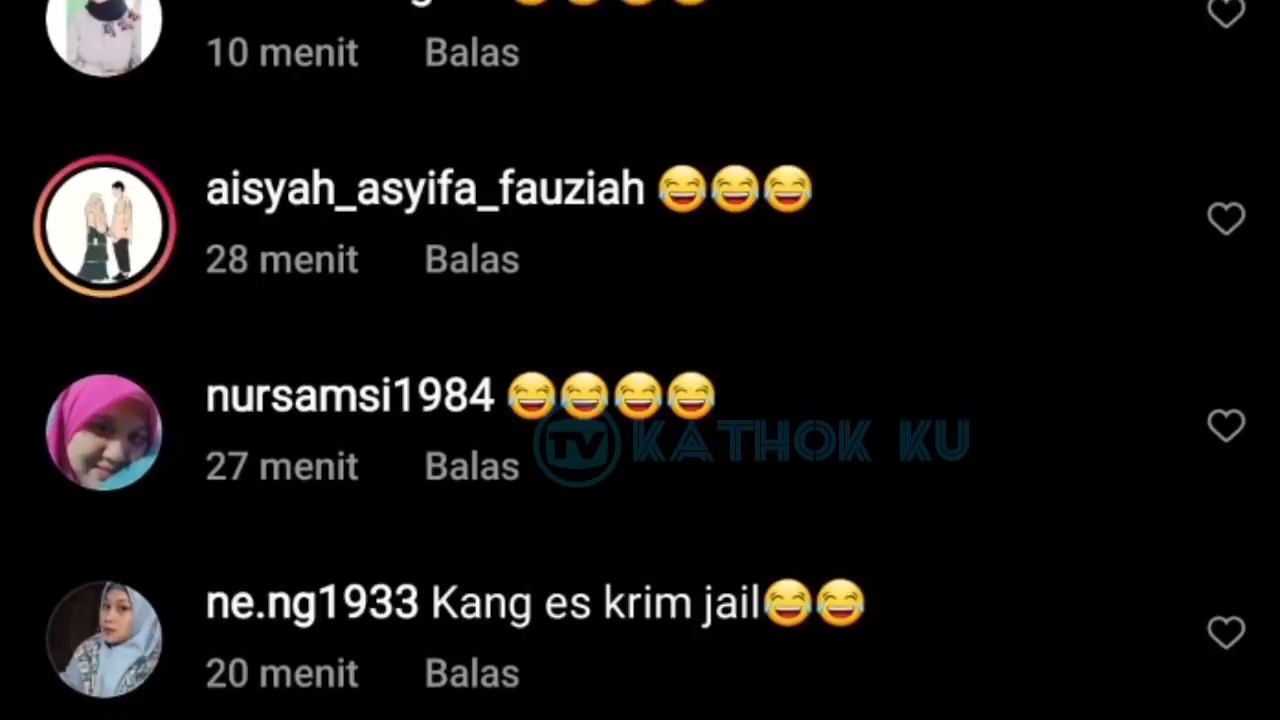 10 menit Balas
aisyah_asyifa_fauziah 😂😂😂
28 menit Balas
nursamsi1984 😂😂😂😂
TV KATHOK KU
27 menit Balas
ne.ng1933 Kang es krim jail😂😂
20 menit Balas